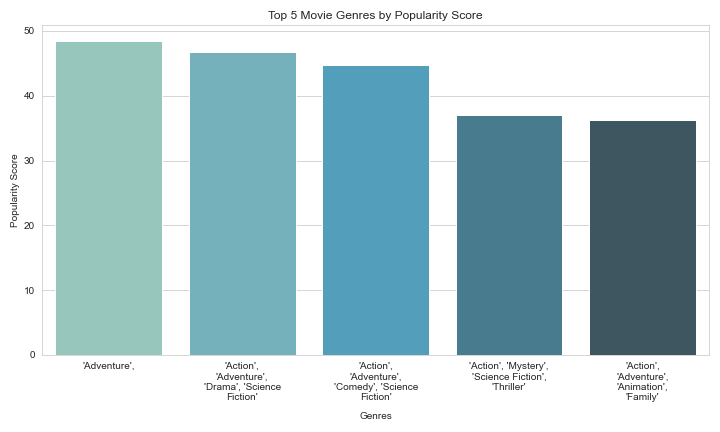 Top 5 Movie Genres by Popularity Score
50
40
30
20
10
0
Popularity Score
'Adventure',
'Action',
'Adventure',
'Drama', 'Science
Fiction'
'Action',
'Adventure',
'Comedy', 'Science
Fiction'
'Action', 'Mystery',
'Science Fiction',
'Thriller'
'Action',
'Adventure',
'Animation',
'Family'
Genres